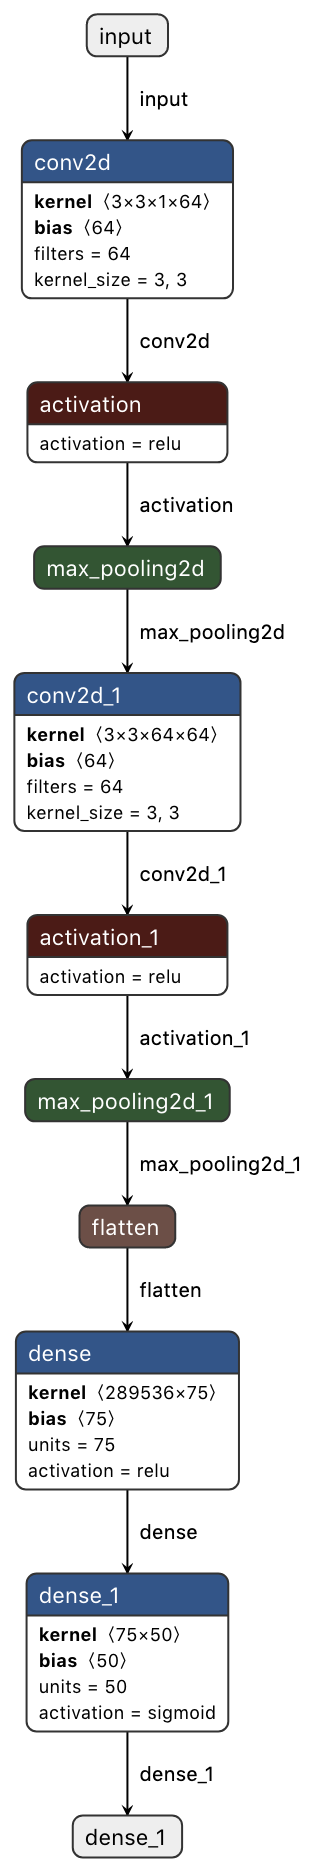 input
input
conv2d
kernel 〈3×3×1×64〉
bias 〈64〉
filters = 64
kernel_size = 3, 3
conv2d
activation
activation = relu
activation
max_pooling2d
max_pooling2d
conv2d_1
kernel 〈3×3×64×64〉
bias 〈64〉
filters = 64
kernel_size = 3, 3
conv2d_1
activation_1
activation = relu
activation_1
max_pooling2d_1
max_pooling2d_1
flatten
flatten
dense
kernel 〈289536×75〉
bias 〈75〉
units = 75
activation = relu
dense
dense_1
kernel 〈75×50〉
bias 〈50〉
units = 50
activation = sigmoid
dense_1
dense_1